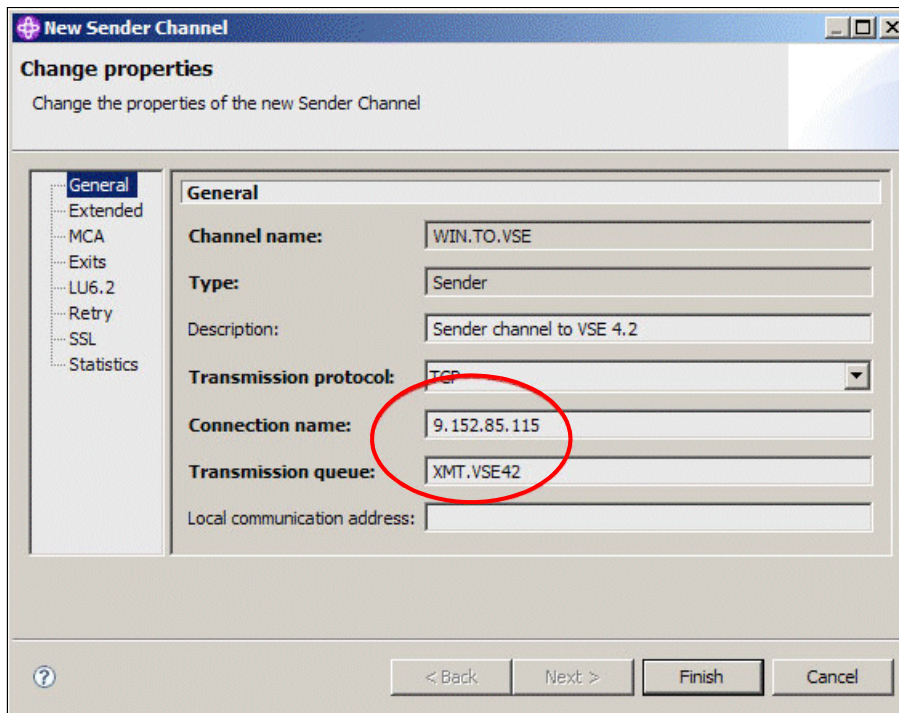 New Sender Channel
Change properties
Change the properties of the new Sender Channel
General
Extended
MCA
Exits
LU6.2
Retry
SSL
Statistics
General
Channel name: WIN.TO.VSE
Type: Sender
Description: Sender channel to VSE 4.2
Transmission protocol: TCP
Connection name: 9.152.85.115
Transmission queue: XMT.VSE42
Local communication address:
? < Back Next > Finish Cancel